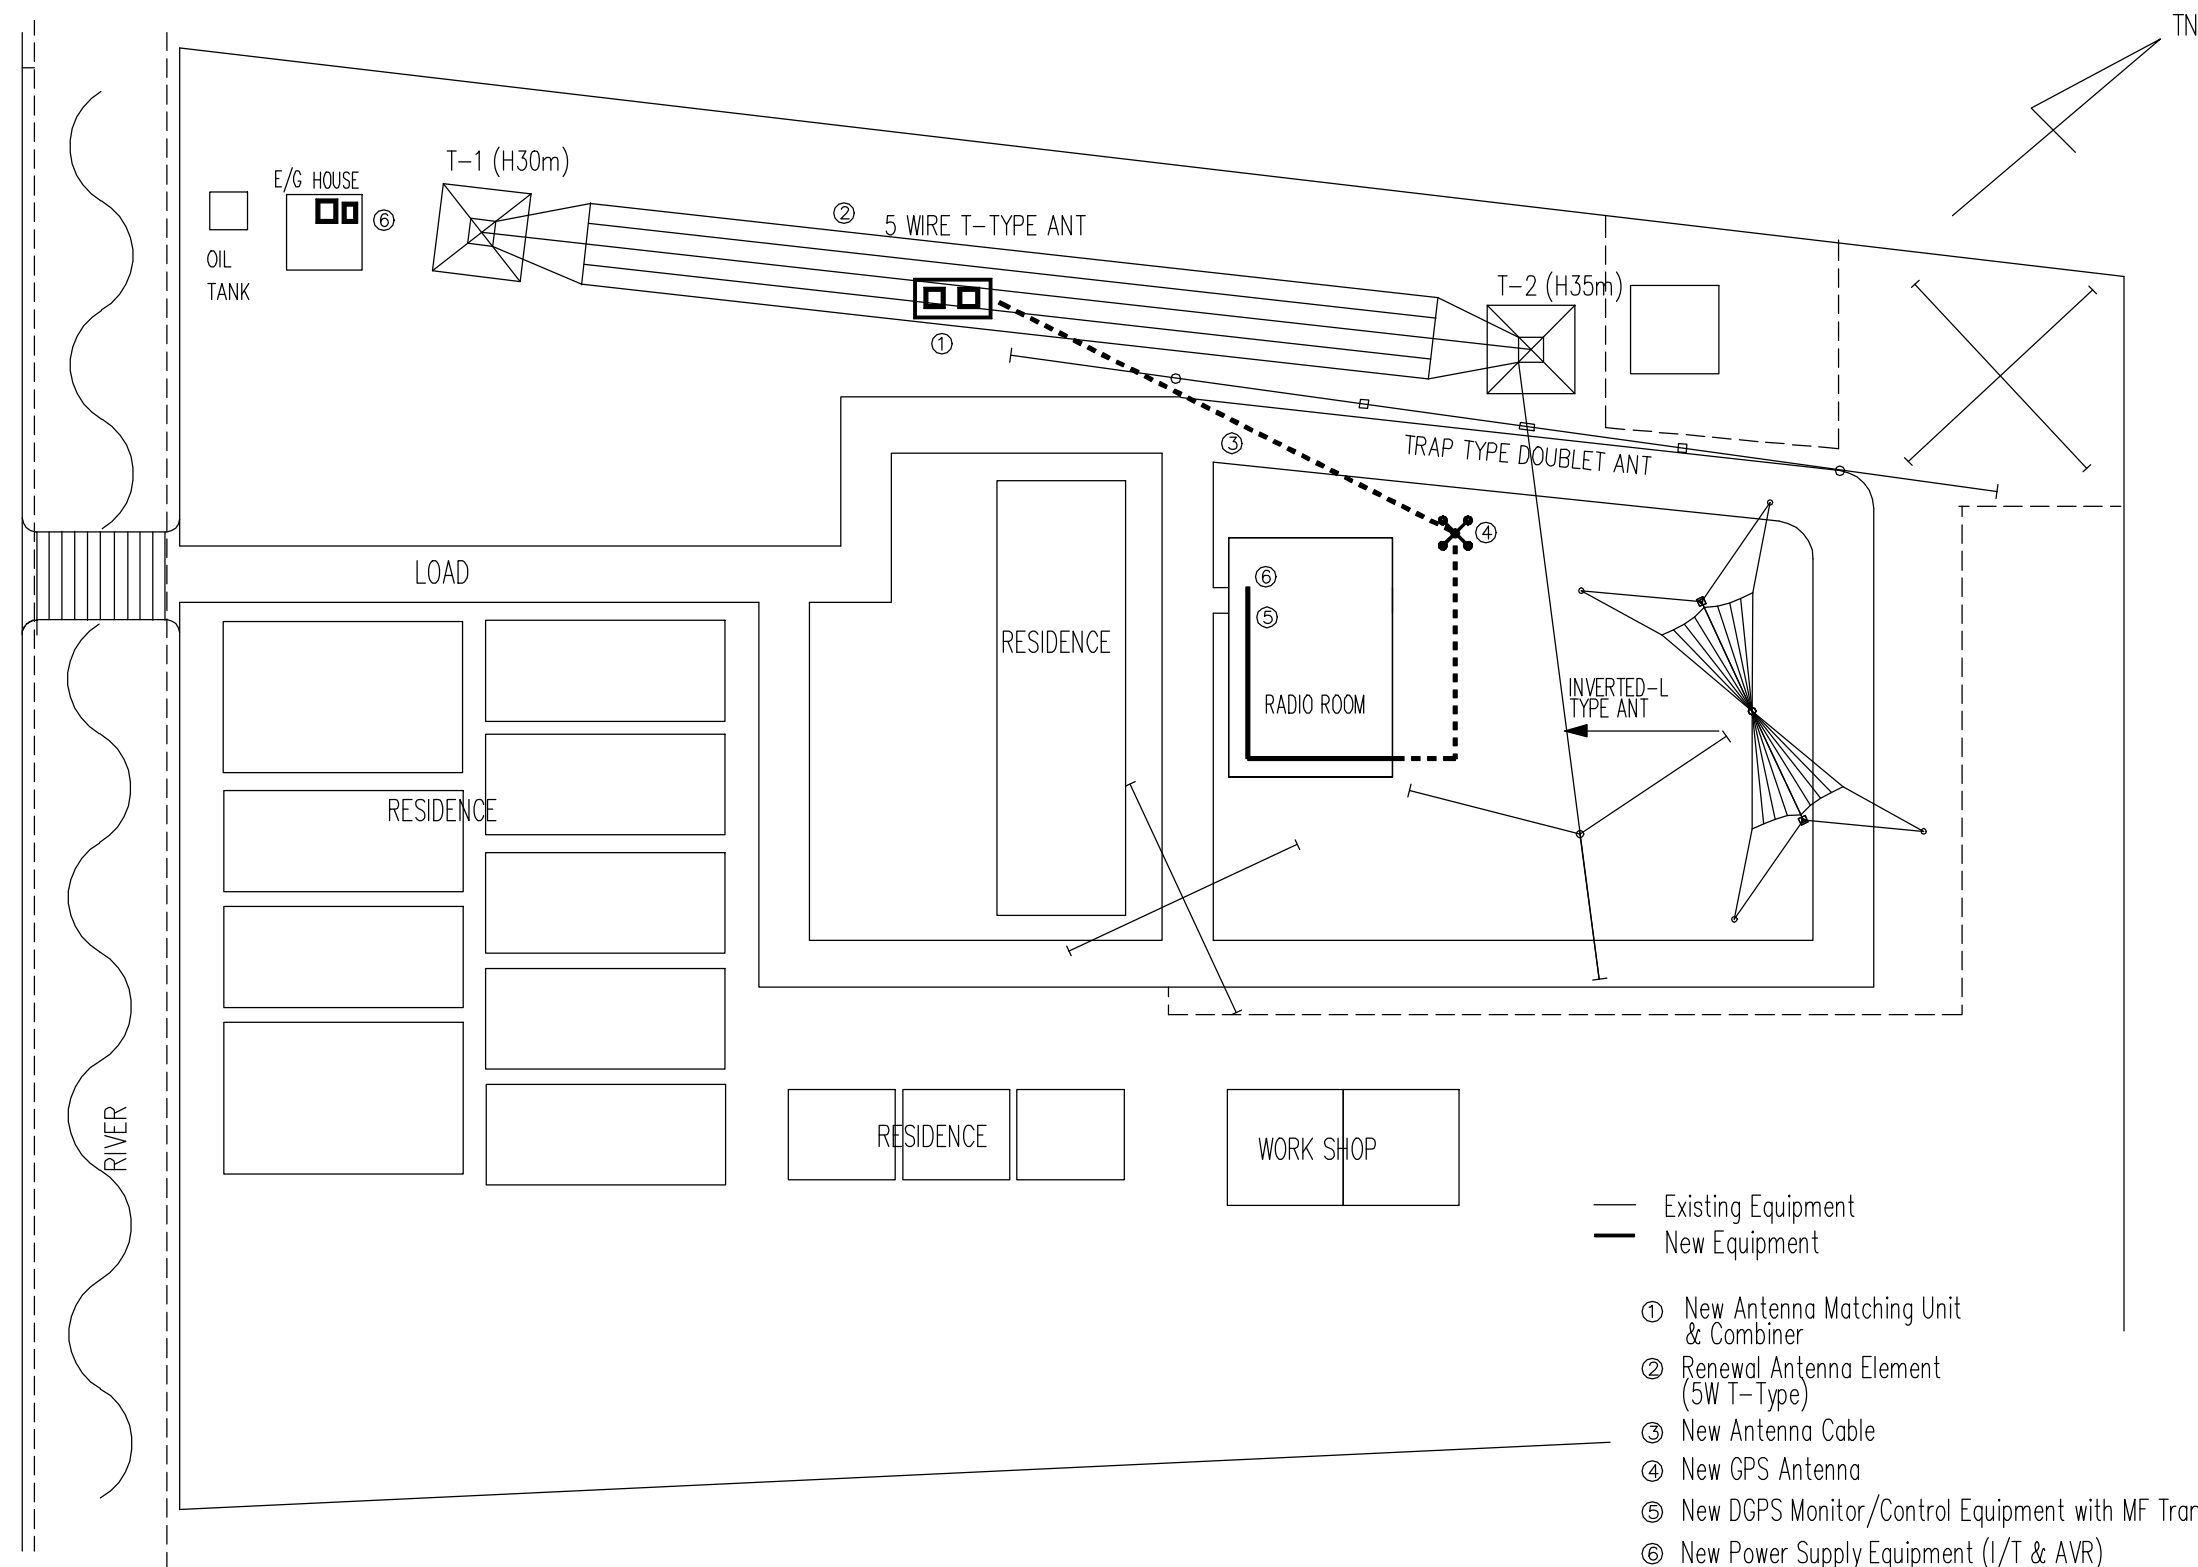 TN
T-1 (H30m)
E/G HOUSE
⑥
②
5 WIRE T-TYPE ANT
OIL
TANK
T-2 (H35m)
①
③
TRAP TYPE DOUBLET ANT
④
LOAD
⑥
⑤
RESIDENCE
INVERTED-L
TYPE ANT
RADIO ROOM
RESIDENCE
RIVER
RESIDENCE
WORK SHOP
Existing Equipment
New Equipment
① New Antenna Matching Unit
& Combiner
② Renewal Antenna Element
(5W T-Type)
③ New Antenna Cable
④ New GPS Antenna
⑤ New DGPS Monitor/Control Equipment with MF
⑥ New Power Supply Equipment (I/T & AVR)